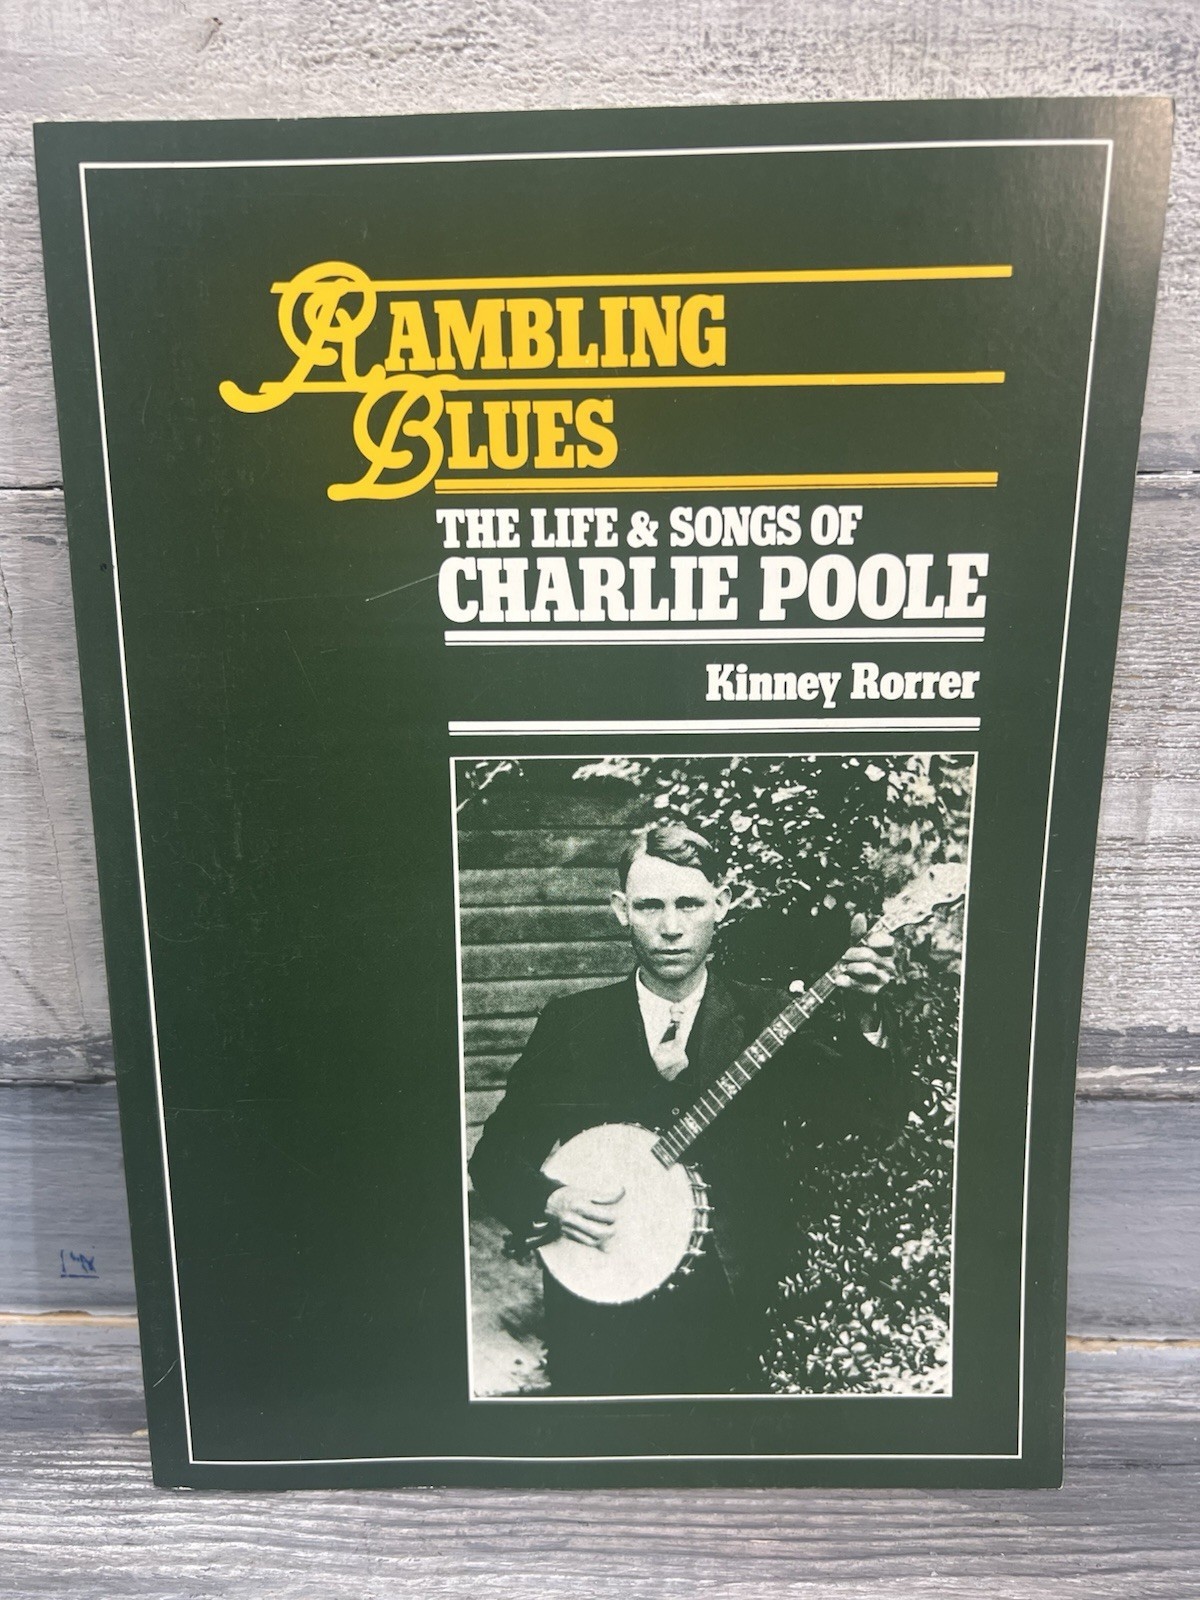 RAMBLING
BLUES
THE LIFE & SONGS OF
CHARLIE POOLE
Kinney Rorrer